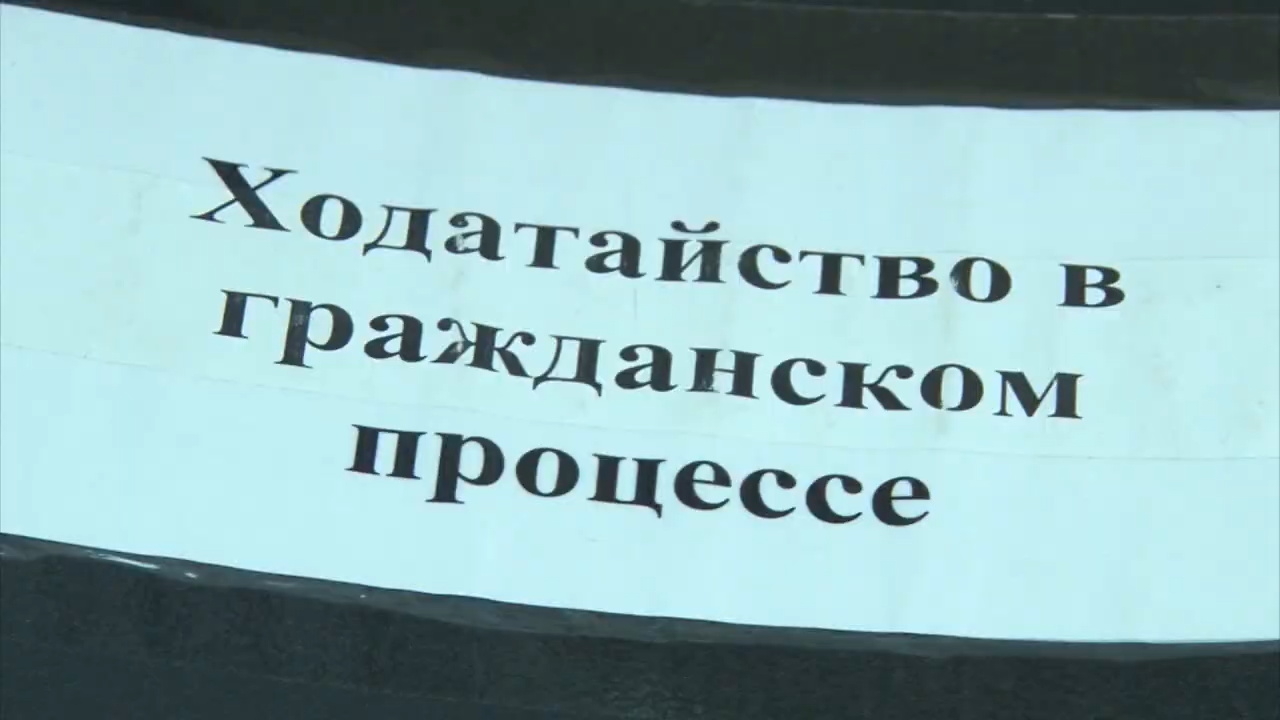 Ходатайство в
гражданском
процессе